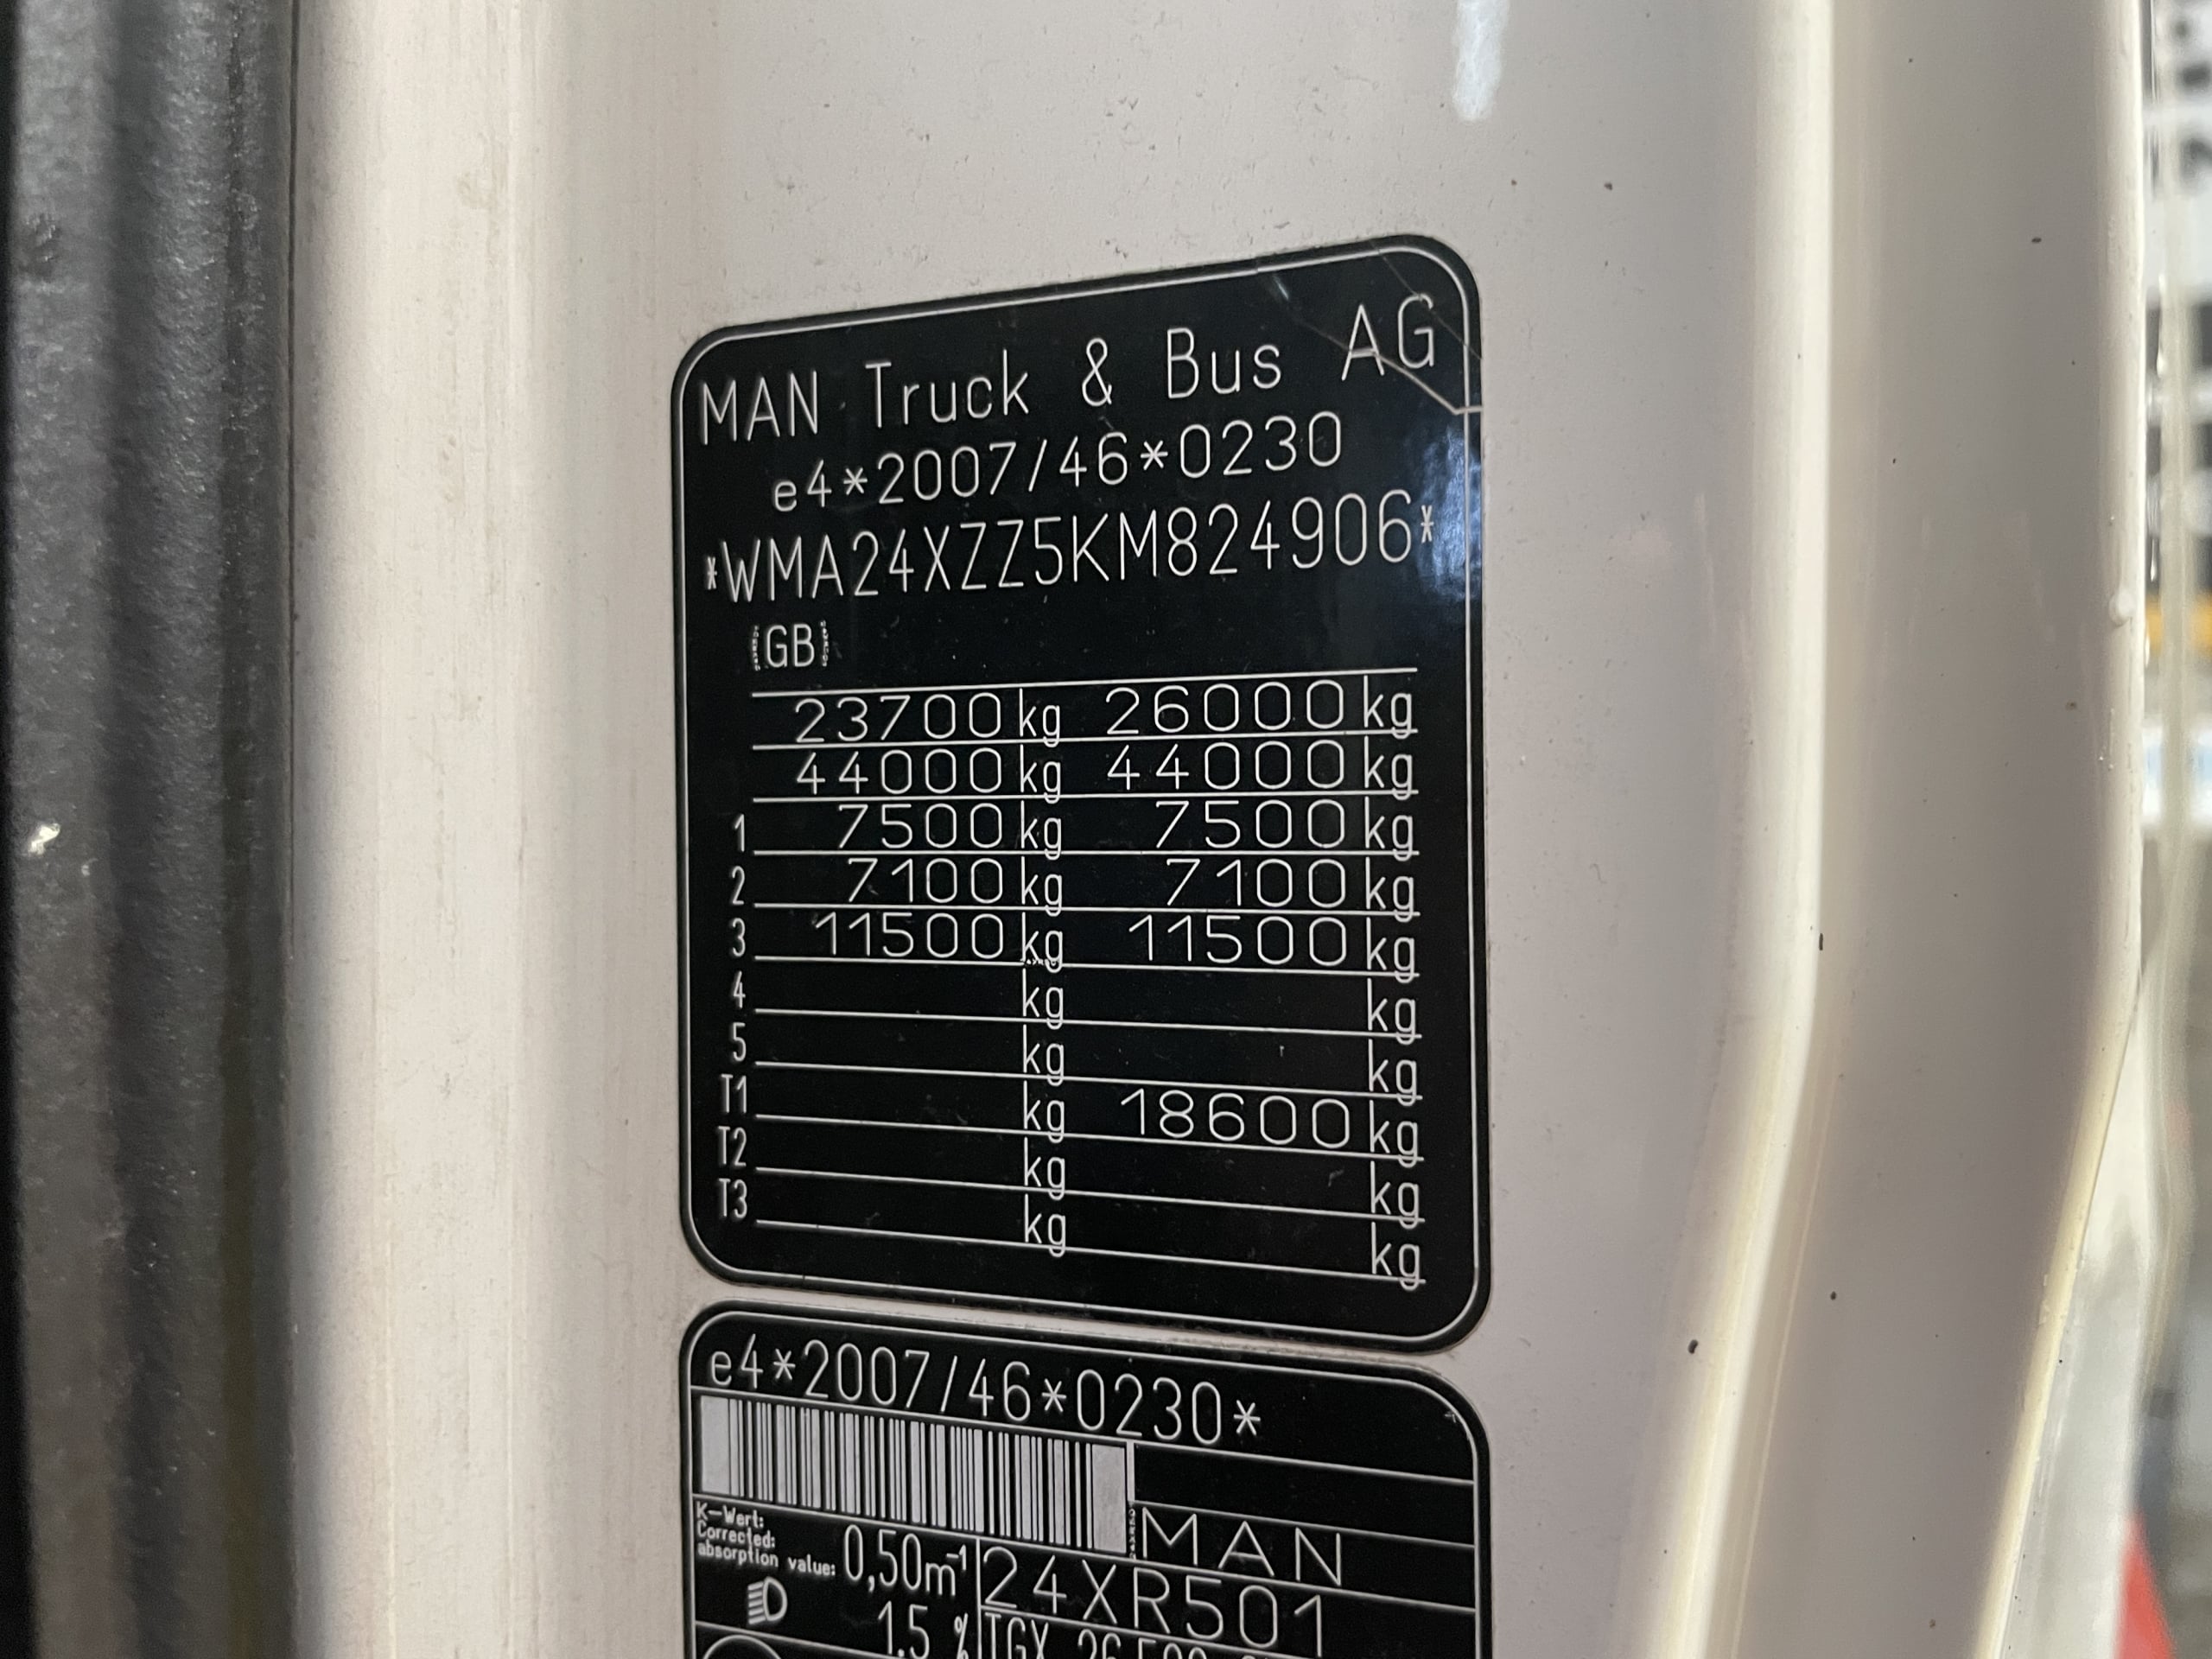 MAN Truck & Bus AG
e4*2007/46*0230
*WMA24XZZ5KM824906*
GB
23700 kg 26000 kg
44000 kg 44000 kg
1 7500 kg 7500 kg
2 7100 kg 7100 kg
3 11500 kg 11500 kg
4 kg kg
5 kg kg
T1 kg 18600 kg
T2 kg kg
T3 kg kg
e4*2007/46*0230*
MAN
K-Wert:
Corrected:
absorption value: 0,50m⁻¹
24XR501
1.5 %
TGX